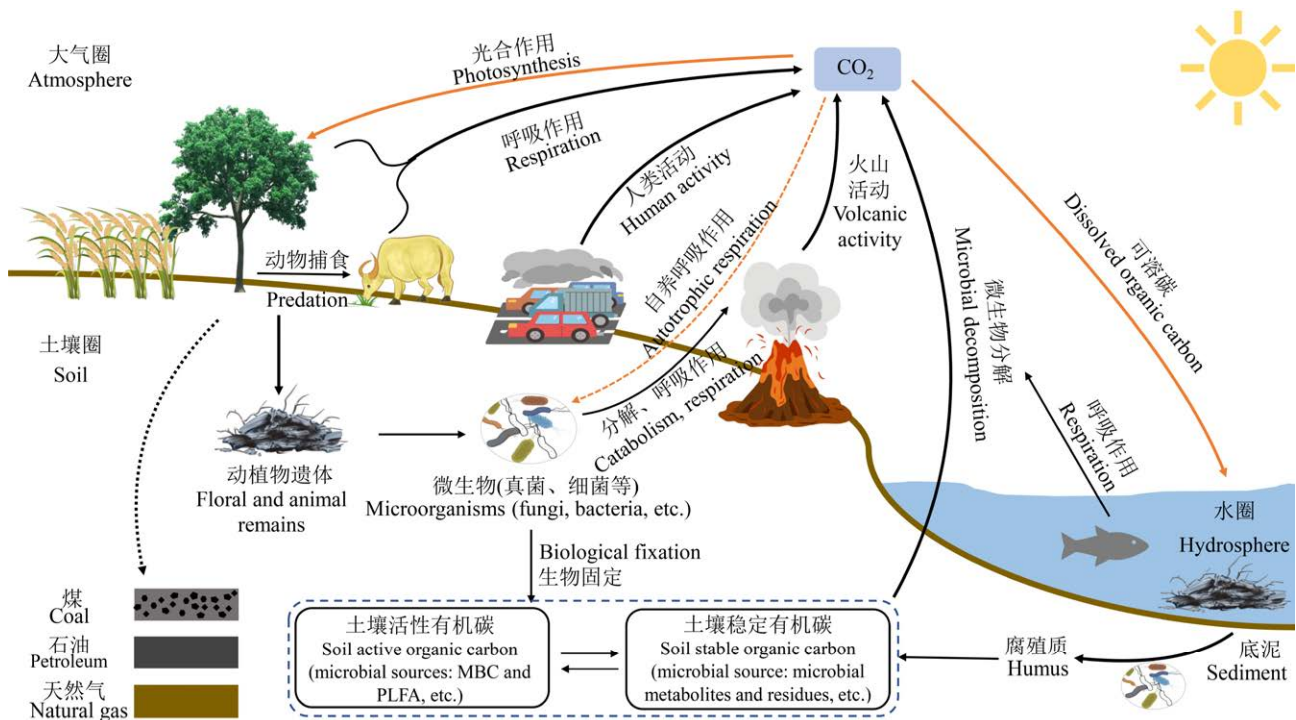 大气圈
Atmosphere
光合作用
Photosynthesis
CO₂
呼吸作用
Respiration
人类活动
Human activity
火山
活动
Volcanic
activity
自养呼吸作用
Autotrophic respiration
可溶碳
Dissolved organic carbon
微生物分解
Microbial decomposition
动物捕食
Predation
土壤圈
Soil
分解、呼吸作用
Catabolism, respiration
呼吸作用
Respiration
动植物遗体
Floral and animal
remains
微生物(真菌、细菌等)
Microorganisms (fungi, bacteria, etc.)
水圈
Hydrosphere
Biological fixation
生物固定
煤
Coal
石油
Petroleum
天然气
Natural gas
土壤活性有机碳
Soil active organic carbon
(microbial sources: MBC and
PLFA, etc.)
土壤稳定有机碳
Soil stable organic carbon
(microbial source: microbial
metabolites and residues, etc.)
腐殖质
Humus
底泥
Sediment